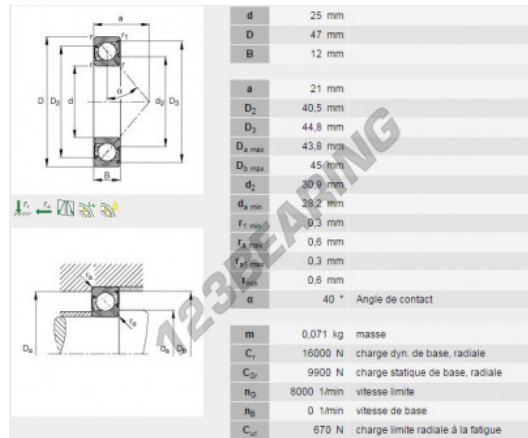 a
r
r1
r
D
D2
d
α
d2
D3
B
ra
ra
Da
da
Db
d 25 mm
D 47 mm
B 12 mm
a 21 mm
D2 40,5 mm
D3 44,8 mm
Da max 43,8 mm
Db max 45 mm
d2 30,9 mm
da min 28,2 mm
r1 min 0,3 mm
ra max 0,6 mm
ra1 max 0,3 mm
rmin 0,6 mm
α 40 ° Angle de contact
m 0,071 kg masse
Cr 16000 N charge dyn. de base, radiale
C0r 9900 N charge statique de base, radiale
nG 8000 1/min vitesse limite
nB 0 1/min vitesse de base
Cur 670 N charge limite radiale à la fatigue
123BEARING